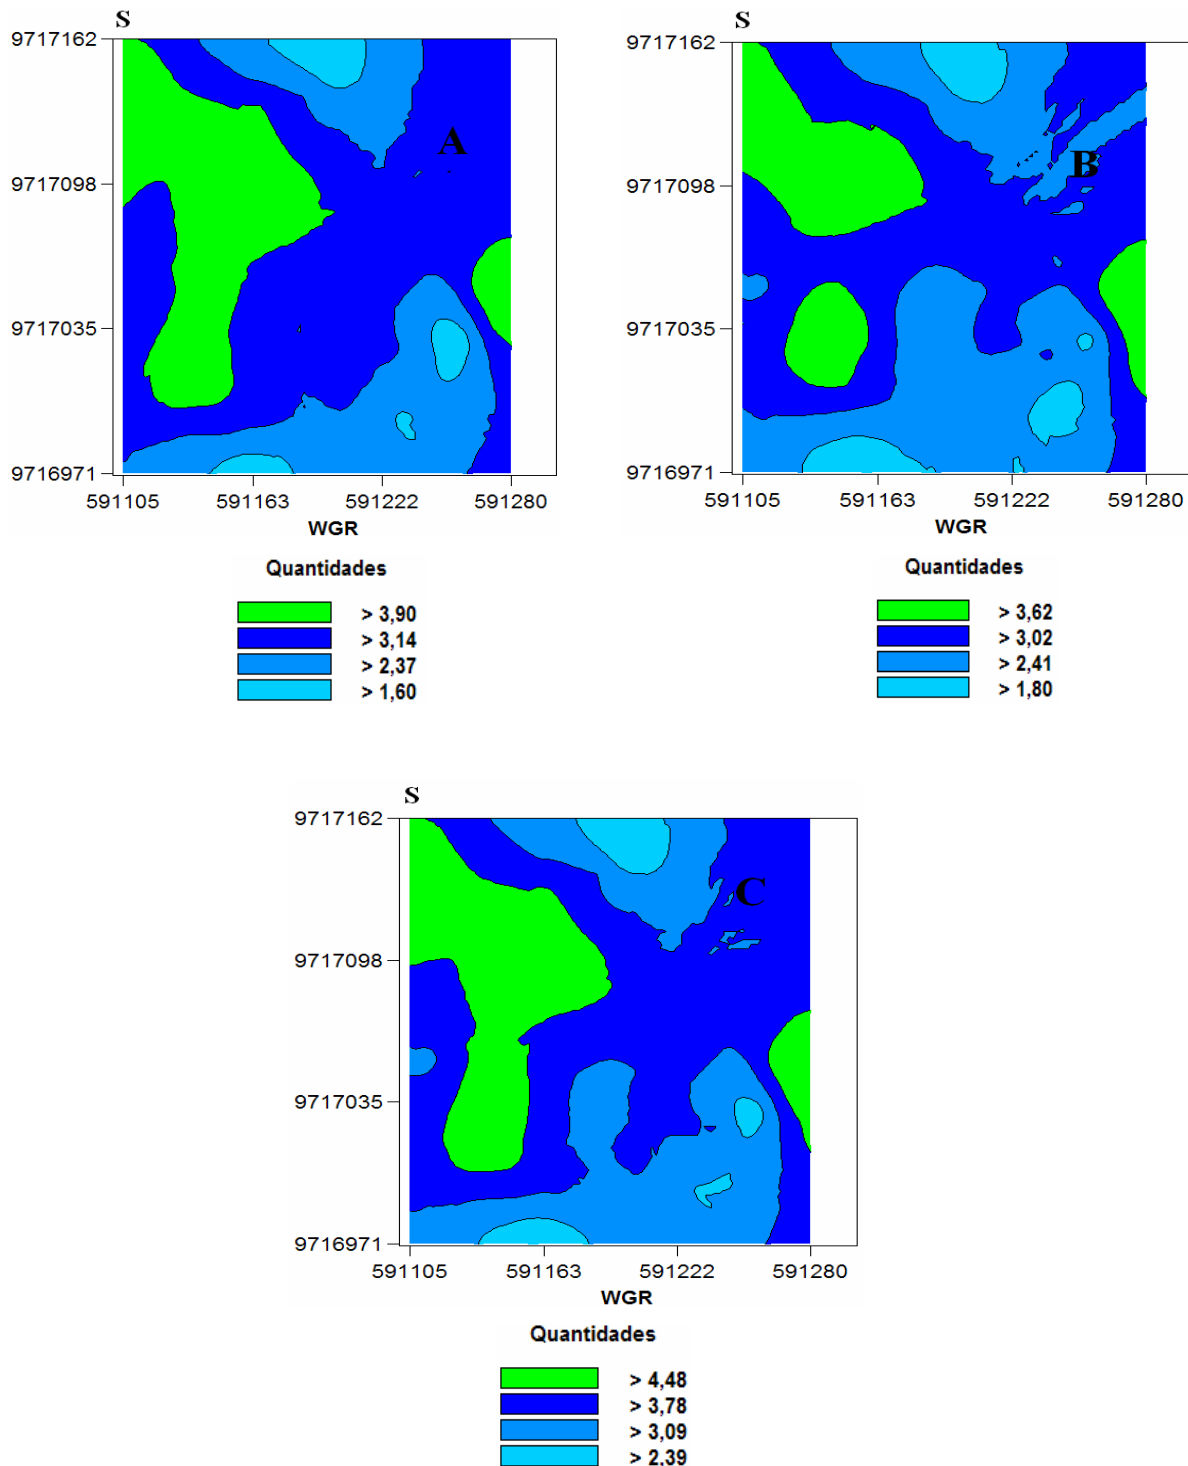 S
9717162
A
9717098
9717035
9716971
591105 591163 591222 591280
WGR
Quantidades
> 3,90
> 3,14
> 2,37
> 1,60
S
9717162
B
9717098
9717035
9716971
591105 591163 591222 591280
WGR
Quantidades
> 3,62
> 3,02
> 2,41
> 1,80
S
9717162
C
9717098
9717035
9716971
591105 591163 591222 591280
WGR
Quantidades
> 4,48
> 3,78
> 3,09
> 2,39